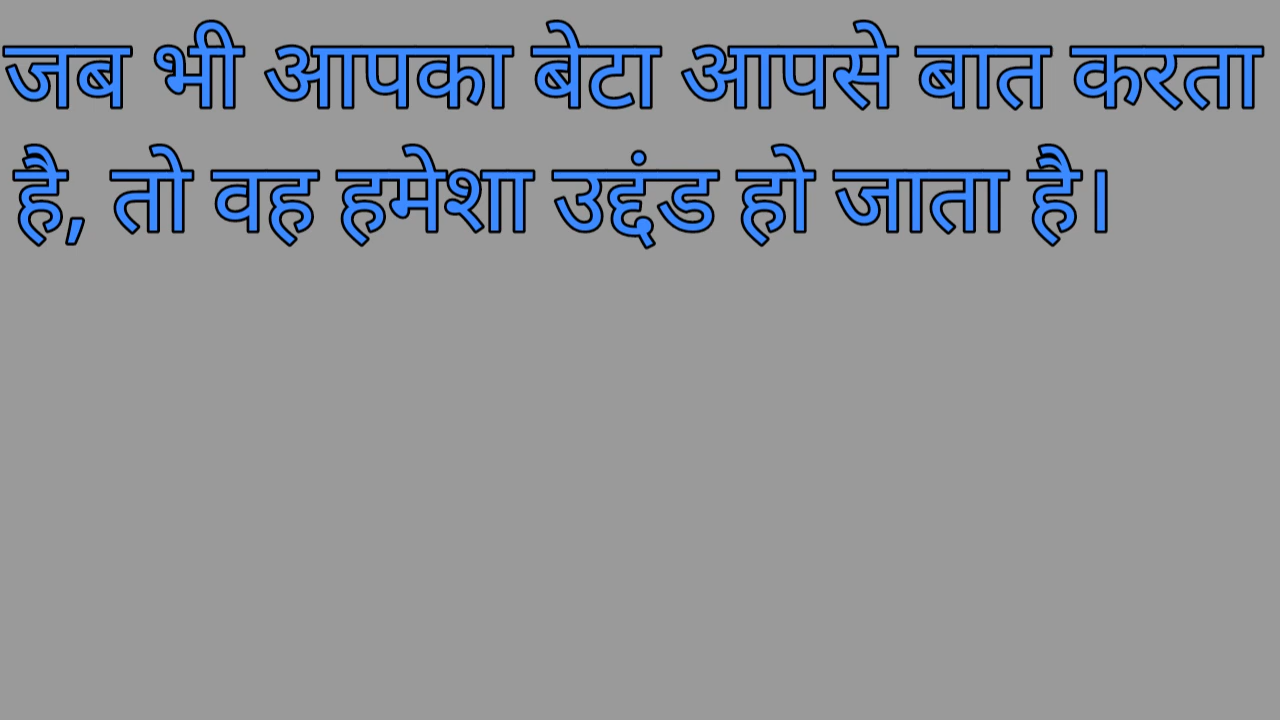 जब भी आपका बेटा आपसे बात करता
है, तो वह हमेशा उद्दंड हो जाता है।